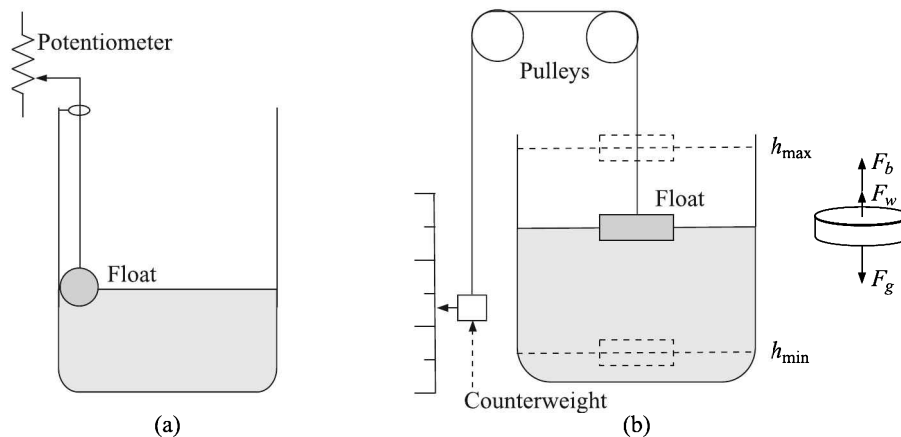 Potentiometer
Float
(a)
Pulleys
h_max
F_b
F_w
Float
F_g
h_min
Counterweight
(b)